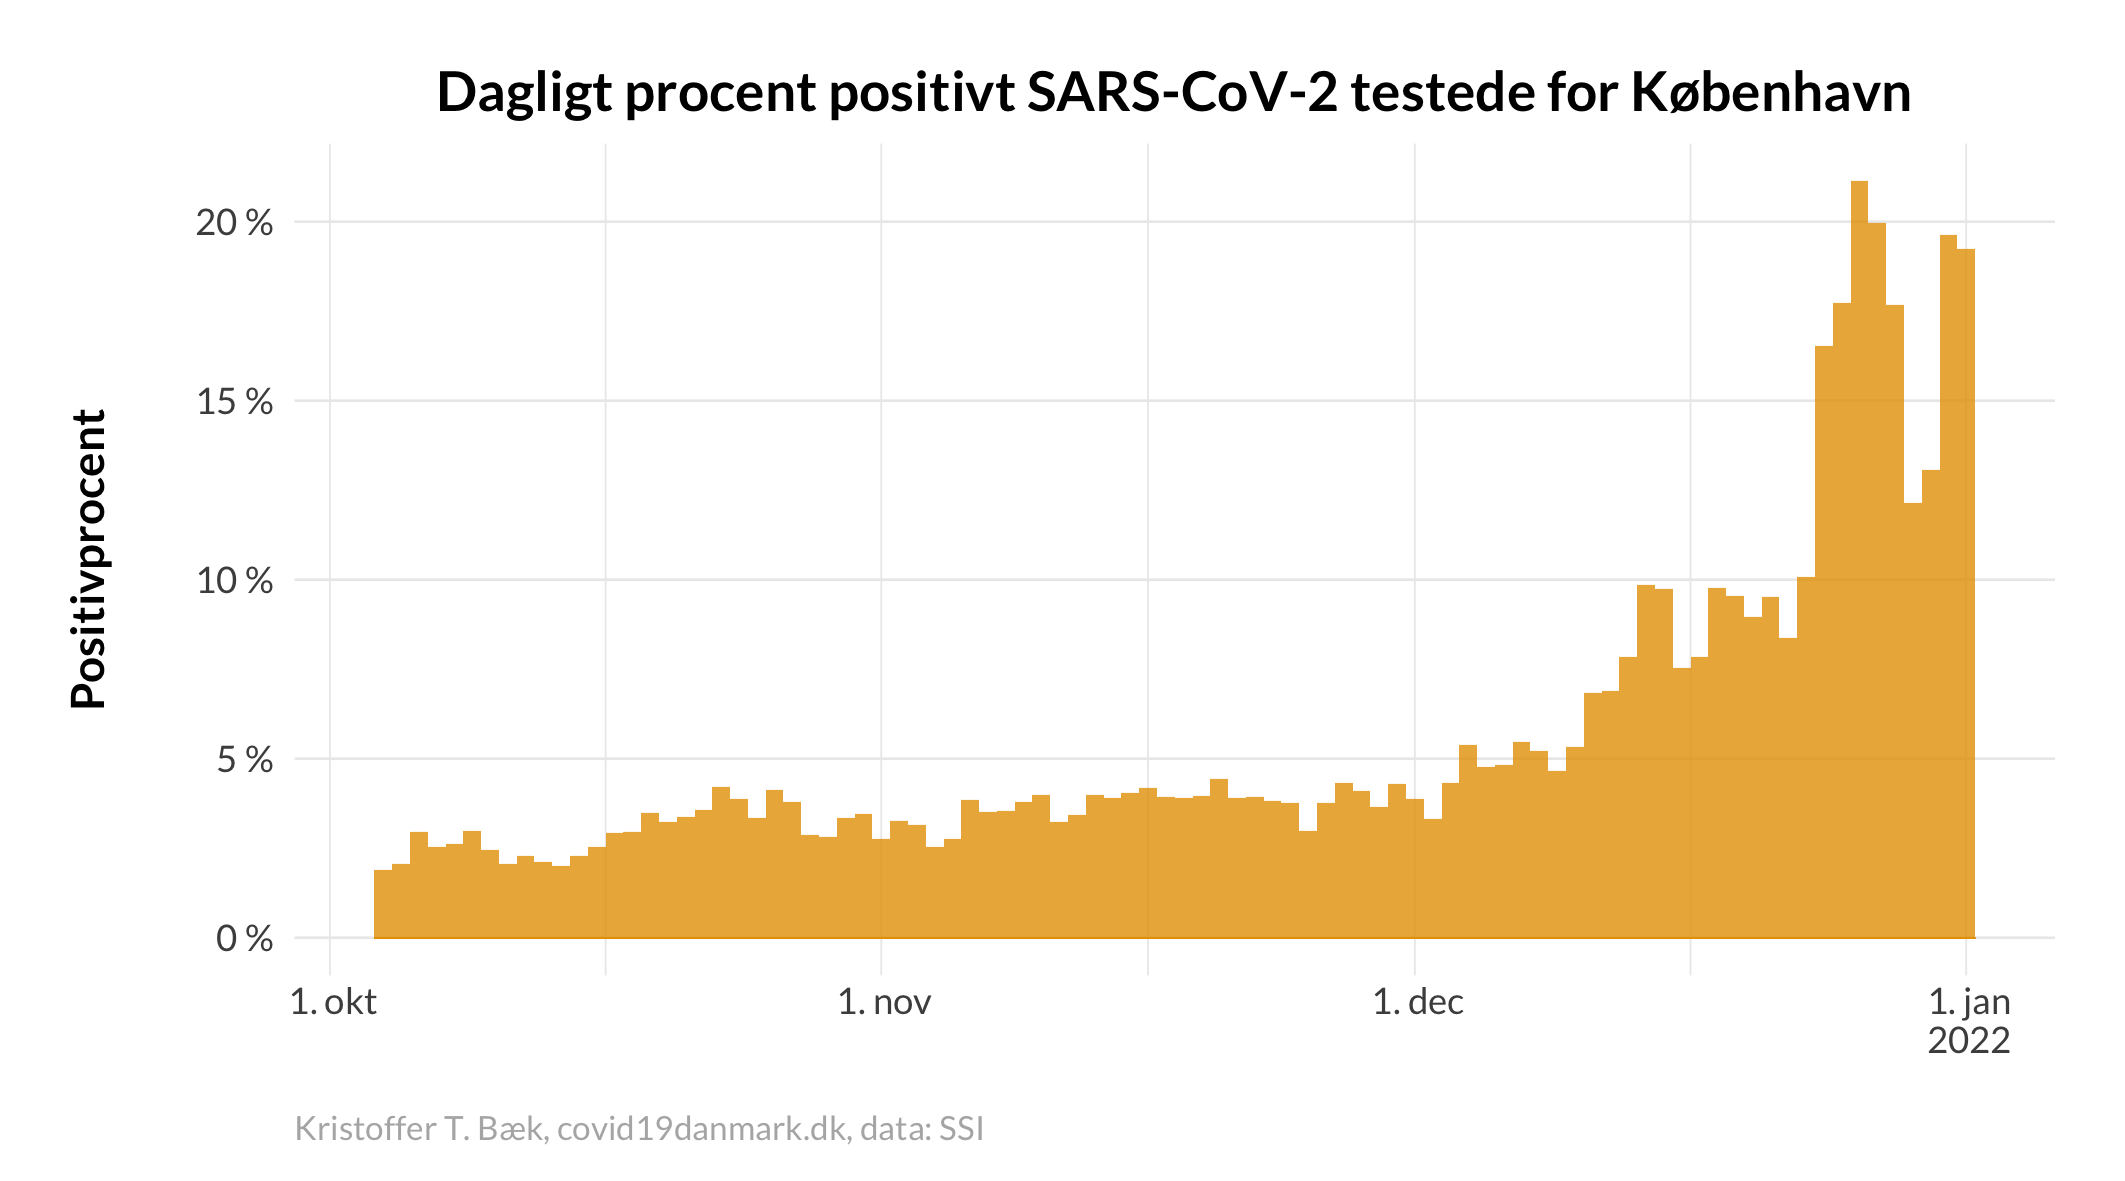 Dagligt procent positivt SARS-CoV-2 testede for København
Positivprocent
20 %
15 %
10 %
5 %
0 %
1. okt
1. nov
1. dec
1. jan
2022
Kristoffer T. Bæk, covid19danmark.dk, data: SSI